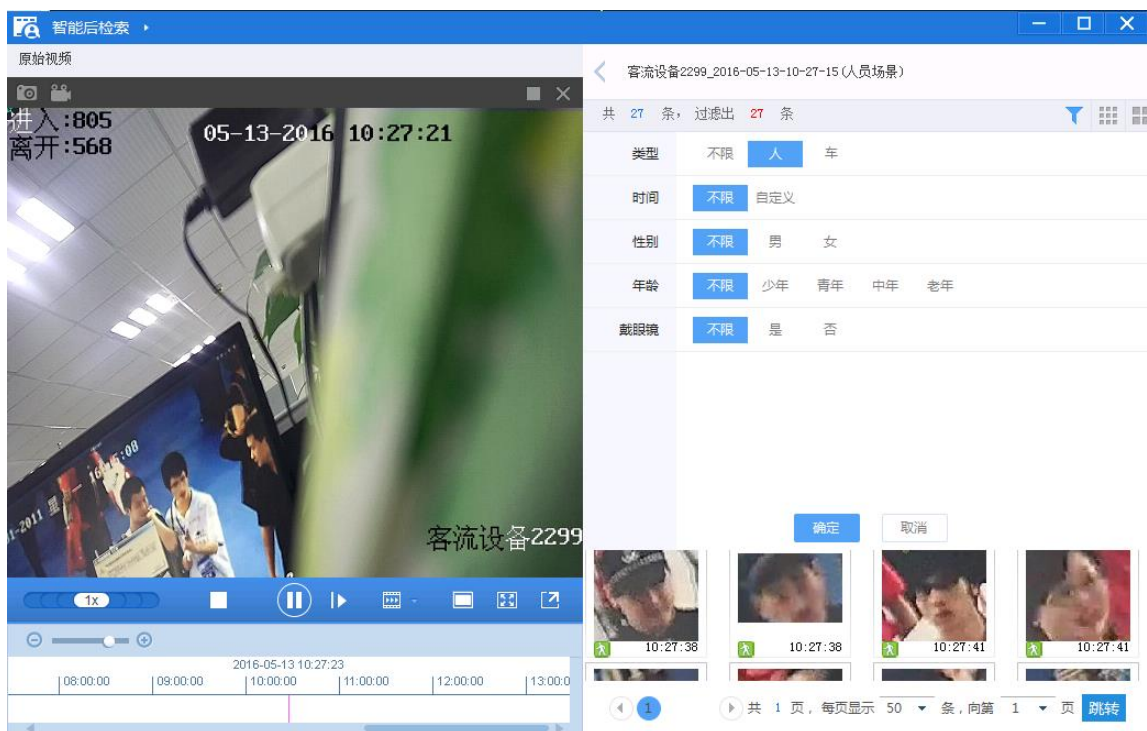 智能后检索
原始视频
进入:805
离开:568
05-13-2016 10:27:21
16:15:08
客流设备2299
1x
2016-05-13 10:27:23
08:00:00 09:00:00 10:00:00 11:00:00 12:00:00 13:00:0
客流设备2299_2016-05-13-10-27-15(人员场景)
共 27 条, 过滤出 27 条
类型 不限 人 车
时间 不限 自定义
性别 不限 男 女
年龄 不限 少年 青年 中年 老年
戴眼镜 不限 是 否
确定 取消
10:27:38 10:27:38 10:27:41 10:27:41
1 共 1 页, 每页显示 50 条, 向第 1 页 跳转